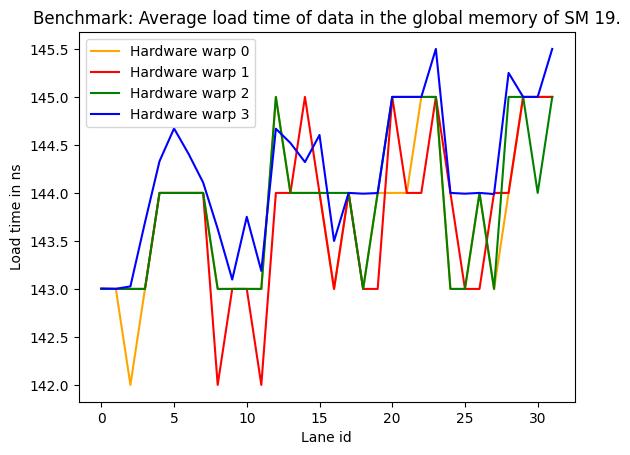 Benchmark: Average load time of data in the global memory of SM 19.
Hardware warp 0
Hardware warp 1
Hardware warp 2
Hardware warp 3
145.5
145.0
144.5
144.0
143.5
143.0
142.5
142.0
Load time in ns
0 5 10 15 20 25 30
Lane id